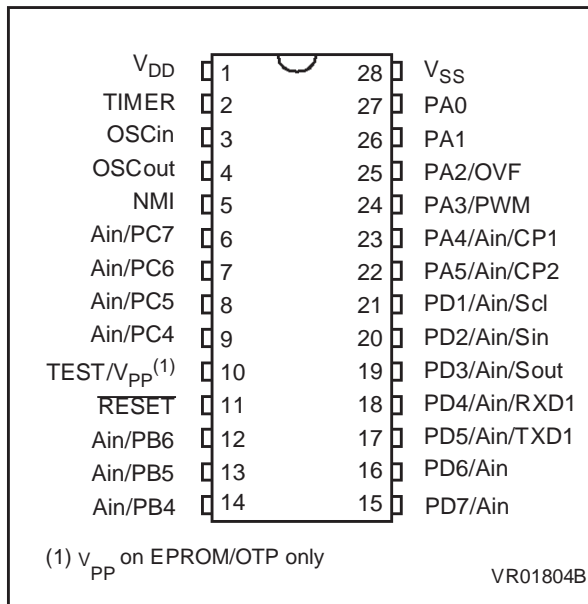 V_DD 1 28 V_SS
TIMER 2 27 PA0
OSCin 3 26 PA1
OSCout 4 25 PA2/OVF
NMI 5 24 PA3/PWM
Ain/PC7 6 23 PA4/Ain/CP1
Ain/PC6 7 22 PA5/Ain/CP2
Ain/PC5 8 21 PD1/Ain/Scl
Ain/PC4 9 20 PD2/Ain/Sin
TEST/V_PP(1) 10 19 PD3/Ain/Sout
RESET 11 18 PD4/Ain/RXD1
Ain/PB6 12 17 PD5/Ain/TXD1
Ain/PB5 13 16 PD6/Ain
Ain/PB4 14 15 PD7/Ain
(1) V_PP on EPROM/OTP only
VR01804B